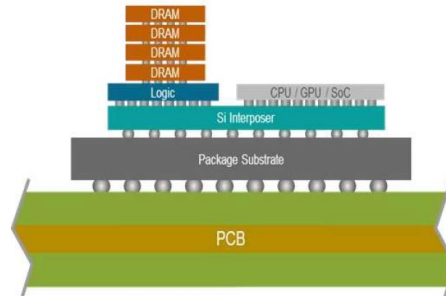 DRAM
DRAM
DRAM
DRAM
Logic
CPU / GPU / SoC
Si Interposer
Package Substrate
PCB